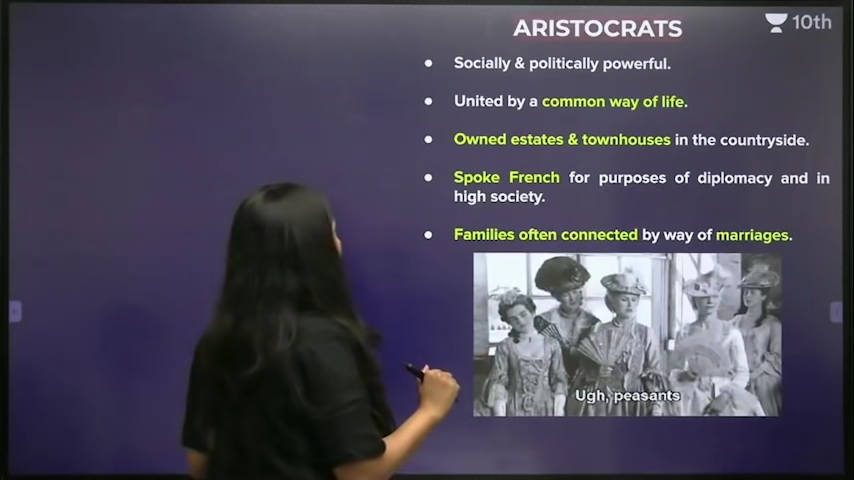 ARISTOCRATS
10th
• Socially & politically powerful.
• United by a common way of life.
• Owned estates & townhouses in the countryside.
• Spoke French for purposes of diplomacy and in
high society.
• Families often connected by way of marriages.
Ugh, peasants